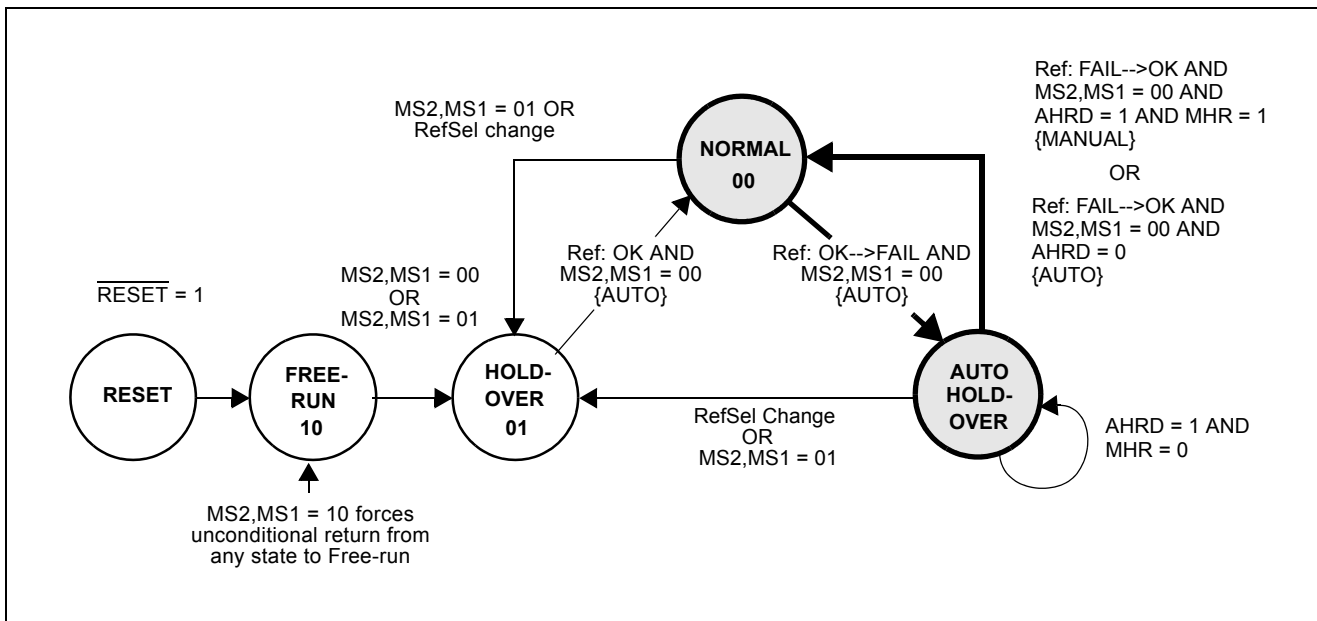 Ref: FAIL-->OK AND
MS2,MS1 = 00 AND
AHRD = 1 AND MHR = 1
{MANUAL}
OR
Ref: FAIL-->OK AND
MS2,MS1 = 00 AND
AHRD = 0
{AUTO}
MS2,MS1 = 01 OR
RefSel change
NORMAL
00
Ref: OK AND
MS2,MS1 = 00
{AUTO}
Ref: OK-->FAIL AND
MS2,MS1 = 00
{AUTO}
RESET = 1
MS2,MS1 = 00
OR
MS2,MS1 = 01
RESET
FREE-
RUN
10
HOLD-
OVER
01
AUTO
HOLD-
OVER
RefSel Change
OR
MS2,MS1 = 01
AHRD = 1 AND
MHR = 0
MS2,MS1 = 10 forces
unconditional return from
any state to Free-run